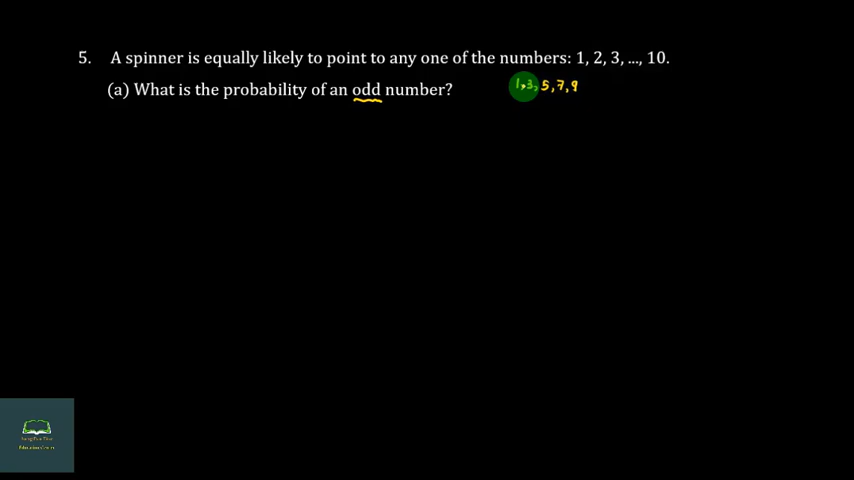 5. A spinner is equally likely to point to any one of the numbers: 1, 2, 3, ..., 10.
(a) What is the probability of an odd number? 1, 3, 5, 7, 9